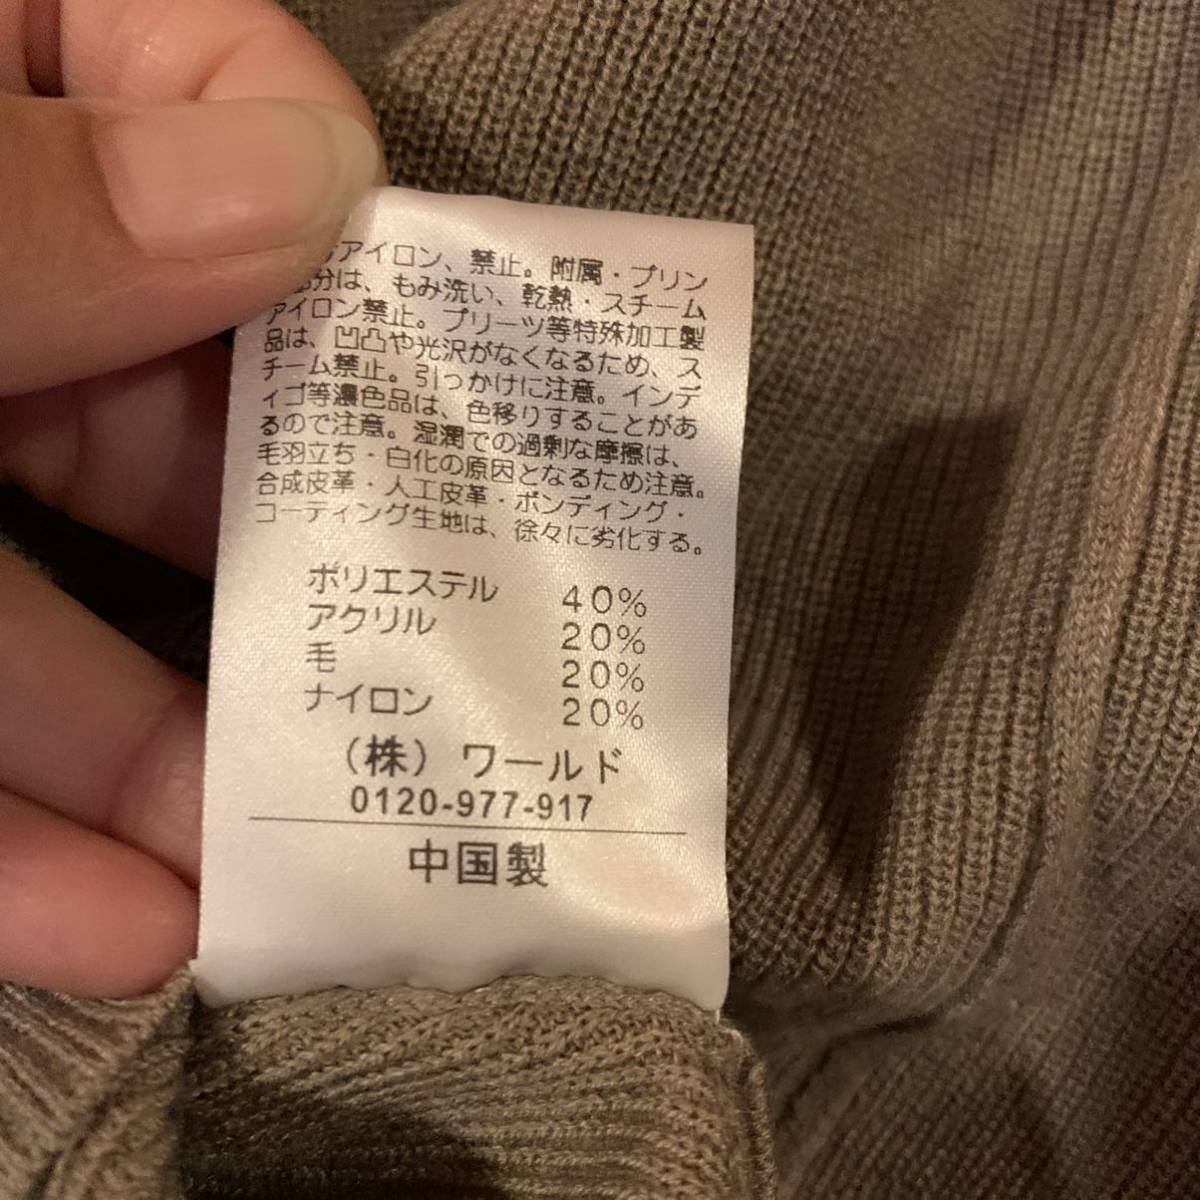 アイロン、禁止。附属・プリン
部分は、もみ洗い、乾熱・スチーム
アイロン禁止。プリーツ等特殊加工製
品は、凹凸や光沢がなくなるため、ス
チーム禁止。引っかけに注意。インデ
ィゴ等濃色品は、色移りすることがあ
るので注意。湿潤での過剰な摩擦は、
毛羽立ち・白化の原因となるため注意。
合成皮革・人工皮革・ボンディング・
コーティング生地は、徐々に劣化する。
ポリエステル 40%
アクリル 20%
毛 20%
ナイロン 20%
（株）ワールド
0120-977-917
中国製